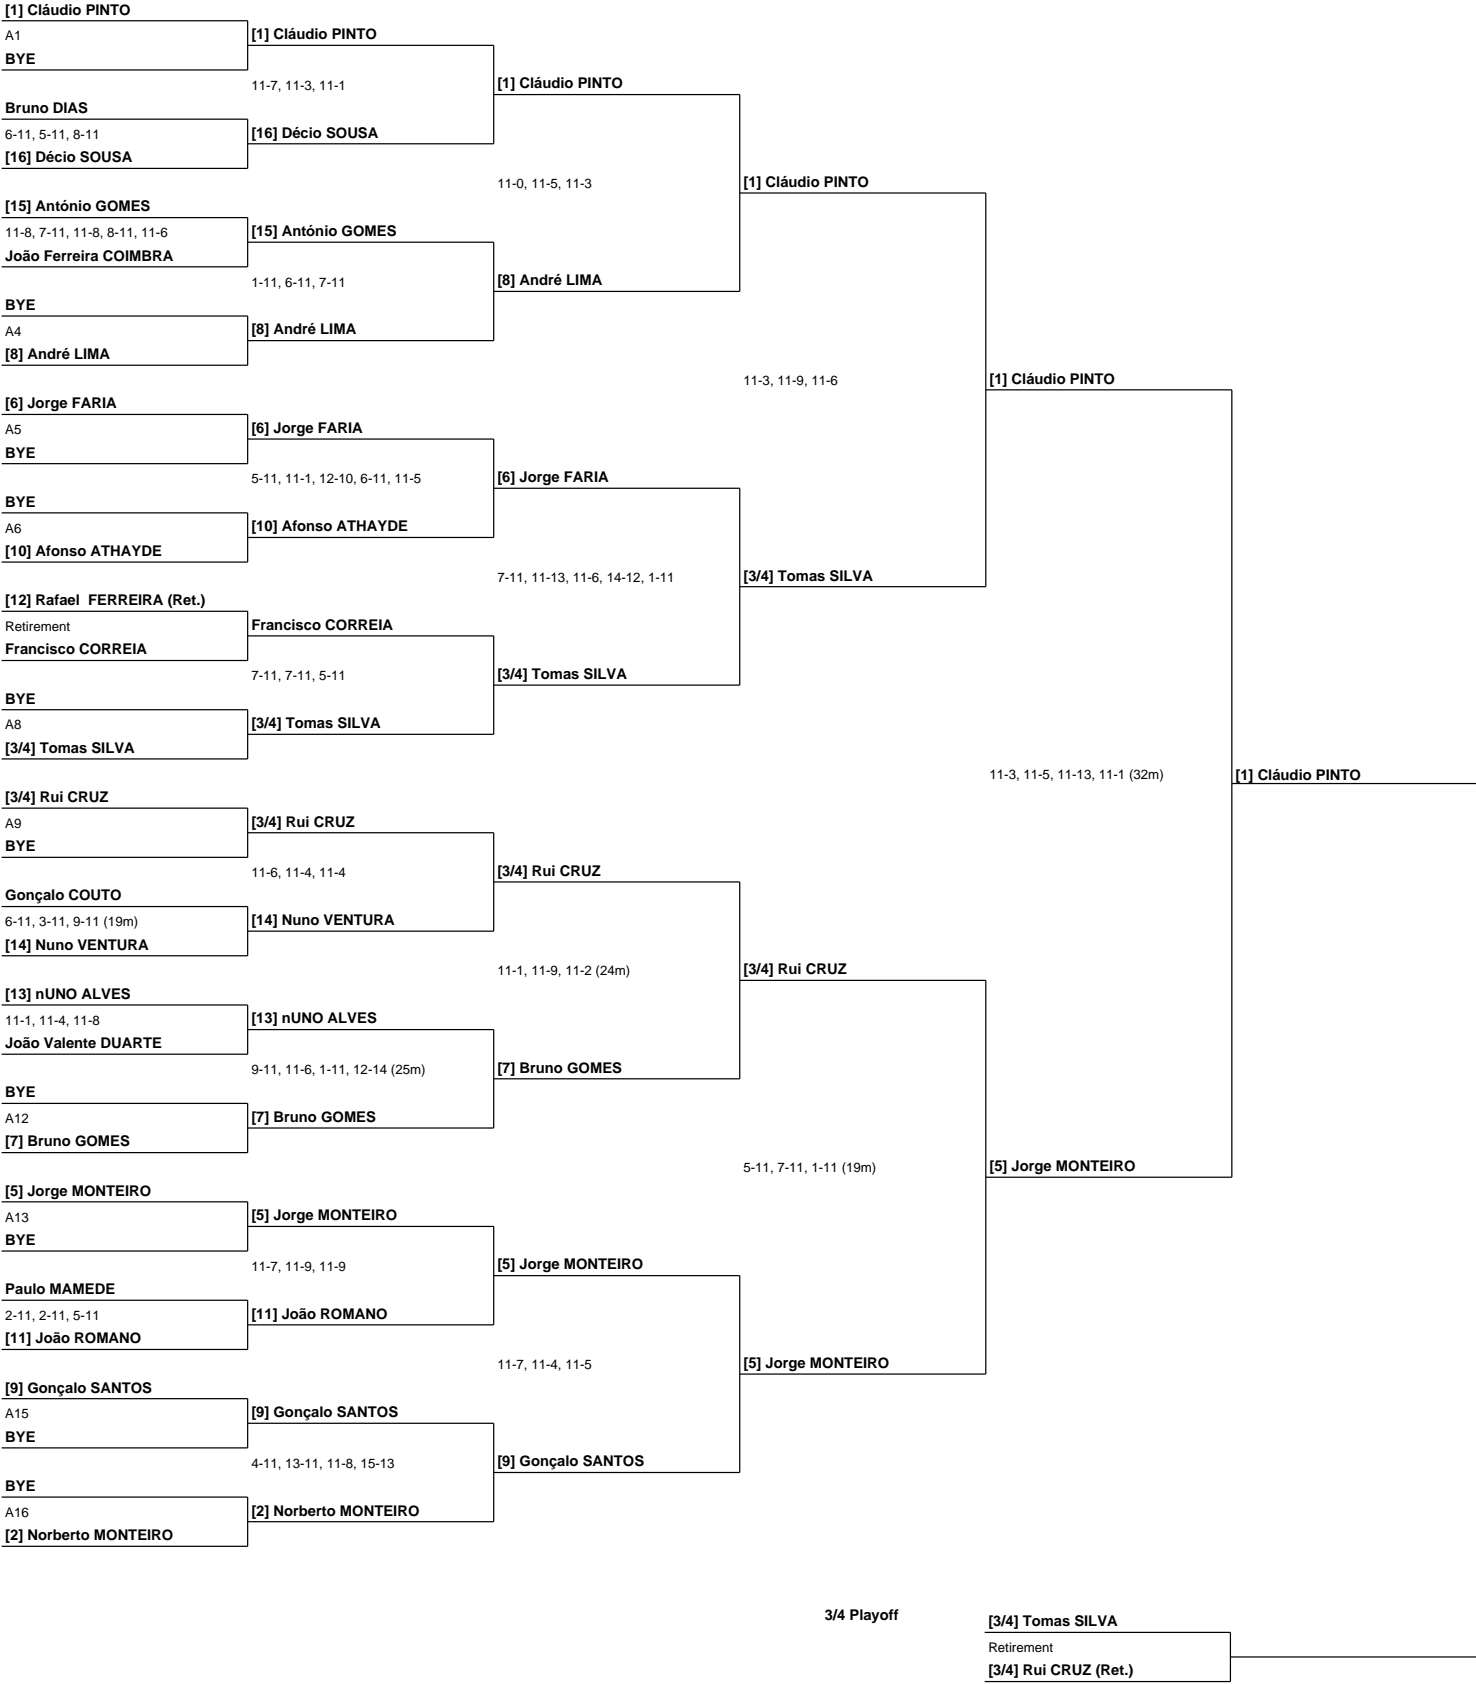 [1] Cláudio PINTO
A1
BYE
Bruno DIAS
6-11, 5-11, 8-11
[16] Décio SOUSA
[15] António GOMES
11-8, 7-11, 11-8, 8-11, 11-6
João Ferreira COIMBRA
BYE
A4
[8] André LIMA
[6] Jorge FARIA
A5
BYE
BYE
A6
[10] Afonso ATHAYDE
[12] Rafael  FERREIRA (Ret.)
Retirement
Francisco CORREIA
BYE
A8
[3/4] Tomas SILVA
[3/4] Rui CRUZ
A9
BYE
Gonçalo COUTO
6-11, 3-11, 9-11 (19m)
[14] Nuno VENTURA
[13] nUNO ALVES
11-1, 11-4, 11-8
João Valente DUARTE
BYE
A12
[7] Bruno GOMES
[5] Jorge MONTEIRO
A13
BYE
Paulo MAMEDE
2-11, 2-11, 5-11
[11] João ROMANO
[9] Gonçalo SANTOS
A15
BYE
BYE
A16
[2] Norberto MONTEIRO
[1] Cláudio PINTO
11-7, 11-3, 11-1
[16] Décio SOUSA
[15] António GOMES
1-11, 6-11, 7-11
[8] André LIMA
[6] Jorge FARIA
5-11, 11-1, 12-10, 6-11, 11-5
[10] Afonso ATHAYDE
Francisco CORREIA
7-11, 7-11, 5-11
[3/4] Tomas SILVA
[3/4] Rui CRUZ
11-6, 11-4, 11-4
[14] Nuno VENTURA
[13] nUNO ALVES
9-11, 11-6, 1-11, 12-14 (25m)
[7] Bruno GOMES
[5] Jorge MONTEIRO
11-7, 11-9, 11-9
[11] João ROMANO
[9] Gonçalo SANTOS
4-11, 13-11, 11-8, 15-13
[2] Norberto MONTEIRO
[1] Cláudio PINTO
11-0, 11-5, 11-3
[8] André LIMA
[6] Jorge FARIA
7-11, 11-13, 11-6, 14-12, 1-11
[3/4] Tomas SILVA
[3/4] Rui CRUZ
11-1, 11-9, 11-2 (24m)
[7] Bruno GOMES
[5] Jorge MONTEIRO
11-7, 11-4, 11-5
[9] Gonçalo SANTOS
[1] Cláudio PINTO
11-3, 11-9, 11-6
[3/4] Tomas SILVA
[3/4] Rui CRUZ
5-11, 7-11, 1-11 (19m)
[5] Jorge MONTEIRO
[1] Cláudio PINTO
11-3, 11-5, 11-13, 11-1 (32m)
[5] Jorge MONTEIRO
[1] Cláudio PINTO
3/4 Playoff
[3/4] Tomas SILVA
Retirement
[3/4] Rui CRUZ (Ret.)